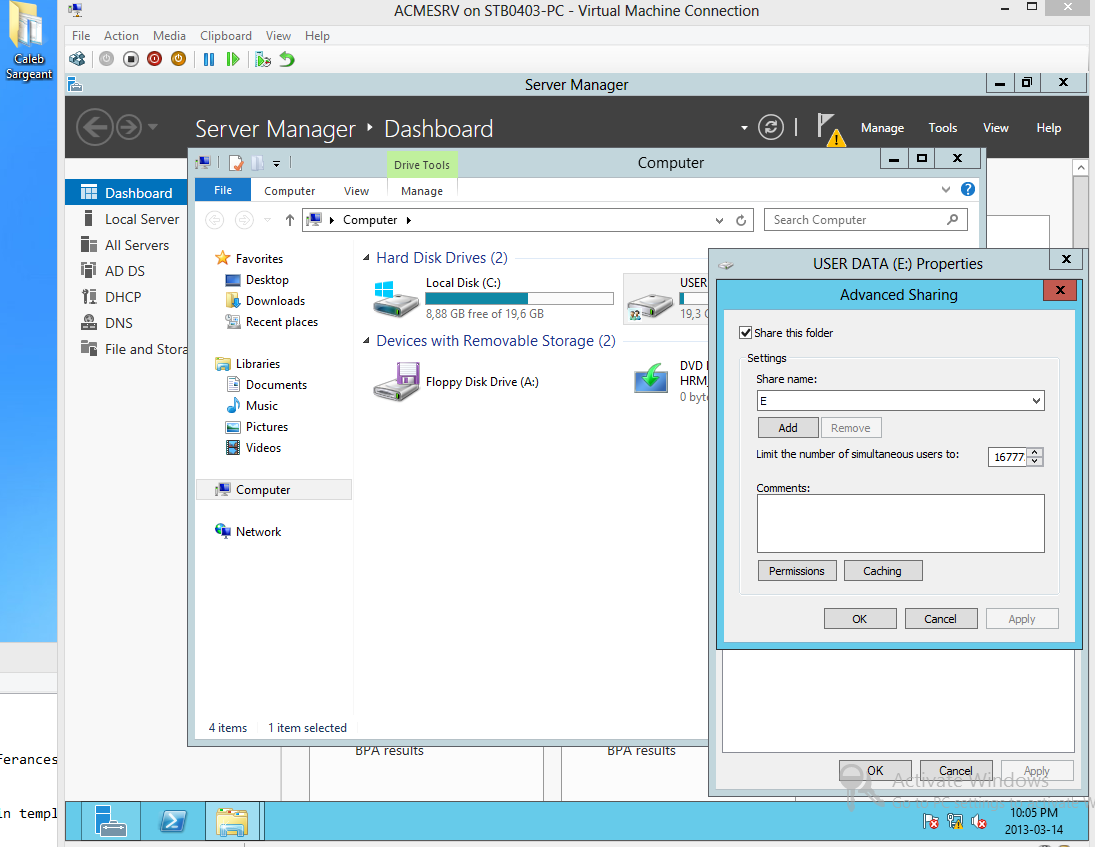 ACMESRV on STB0403-PC - Virtual Machine Connection
Caleb
Sargeant
File Action Media Clipboard View Help
Server Manager
Server Manager Dashboard
Manage Tools View Help
Drive Tools
Computer
File Computer View Manage
Computer
Search Computer
Dashboard
Local Server
All Servers
AD DS
DHCP
DNS
File and Stora
Favorites
Desktop
Downloads
Recent places
Libraries
Documents
Music
Pictures
Videos
Computer
Network
Hard Disk Drives (2)
Local Disk (C:)
8,88 GB free of 19,6 GB
USER
19,3 
Devices with Removable Storage (2)
Floppy Disk Drive (A:)
DVD
HRM
0 byt
4 items 1 item selected
USER DATA (E:) Properties
Advanced Sharing
Share this folder
Settings
Share name:
E
Add Remove
Limit the number of simultaneous users to:
16777
Comments:
Permissions Caching
OK Cancel Apply
OK Cancel Apply
BPA results BPA results
ferances
in templ
Activate Windows
10:05 PM
2013-03-14